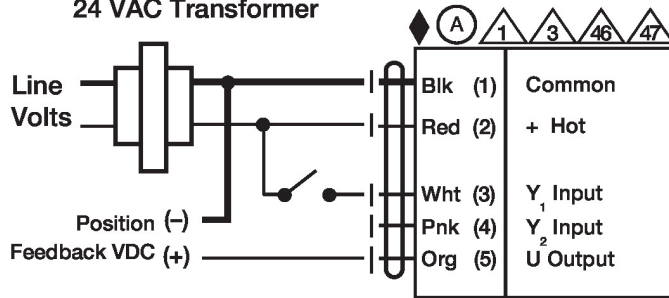 24 VAC Transformer
A 1 3 46 47
Line
Volts
Blk (1) Common
Red (2) + Hot
Wht (3) Y1 Input
Position (–)
Pnk (4) Y2 Input
Feedback VDC (+)
Org (5) U Output